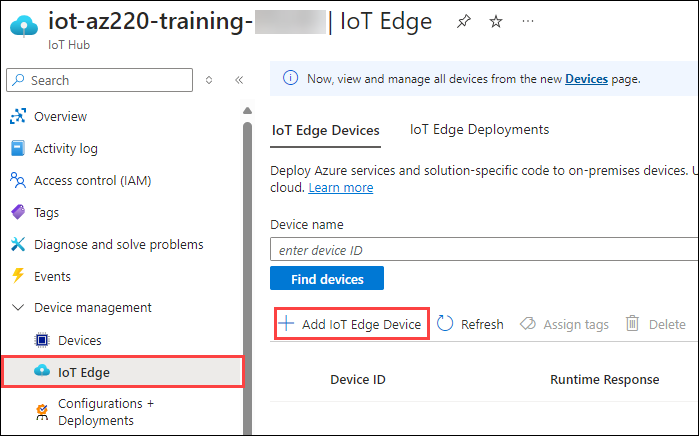 iot-az220-training- | IoT Edge
IoT Hub
Search
Now, view and manage all devices from the new Devices page.
Overview
Activity log
Access control (IAM)
Tags
Diagnose and solve problems
Events
Device management
Devices
IoT Edge
Configurations +
Deployments
IoT Edge Devices
IoT Edge Deployments
Deploy Azure services and solution-specific code to on-premises devices. U
cloud. Learn more
Device name
enter device ID
Find devices
Add IoT Edge Device
Refresh
Assign tags
Delete
Device ID
Runtime Response